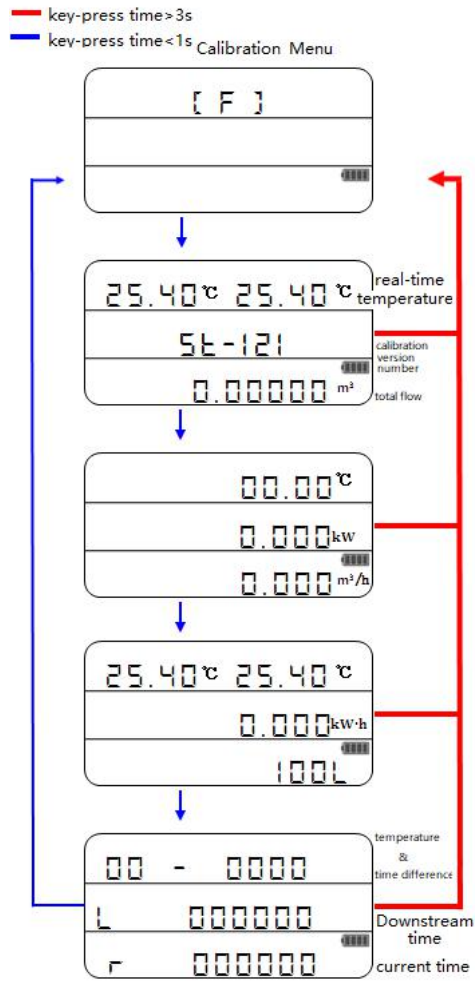 key-press time>3s
key-press time<1s
Calibration Menu
[ F ]
25.40℃ 25.40℃
real-time
temperature
St-121
calibration
version
number
0.00000 m³
total flow
00.00℃
0.000kW
0.000m³/h
25.40℃ 25.40℃
0.000kW·h
100L
00 - 0000
temperature
&
time difference
L 000000
Downstream
time
r 000000
current time